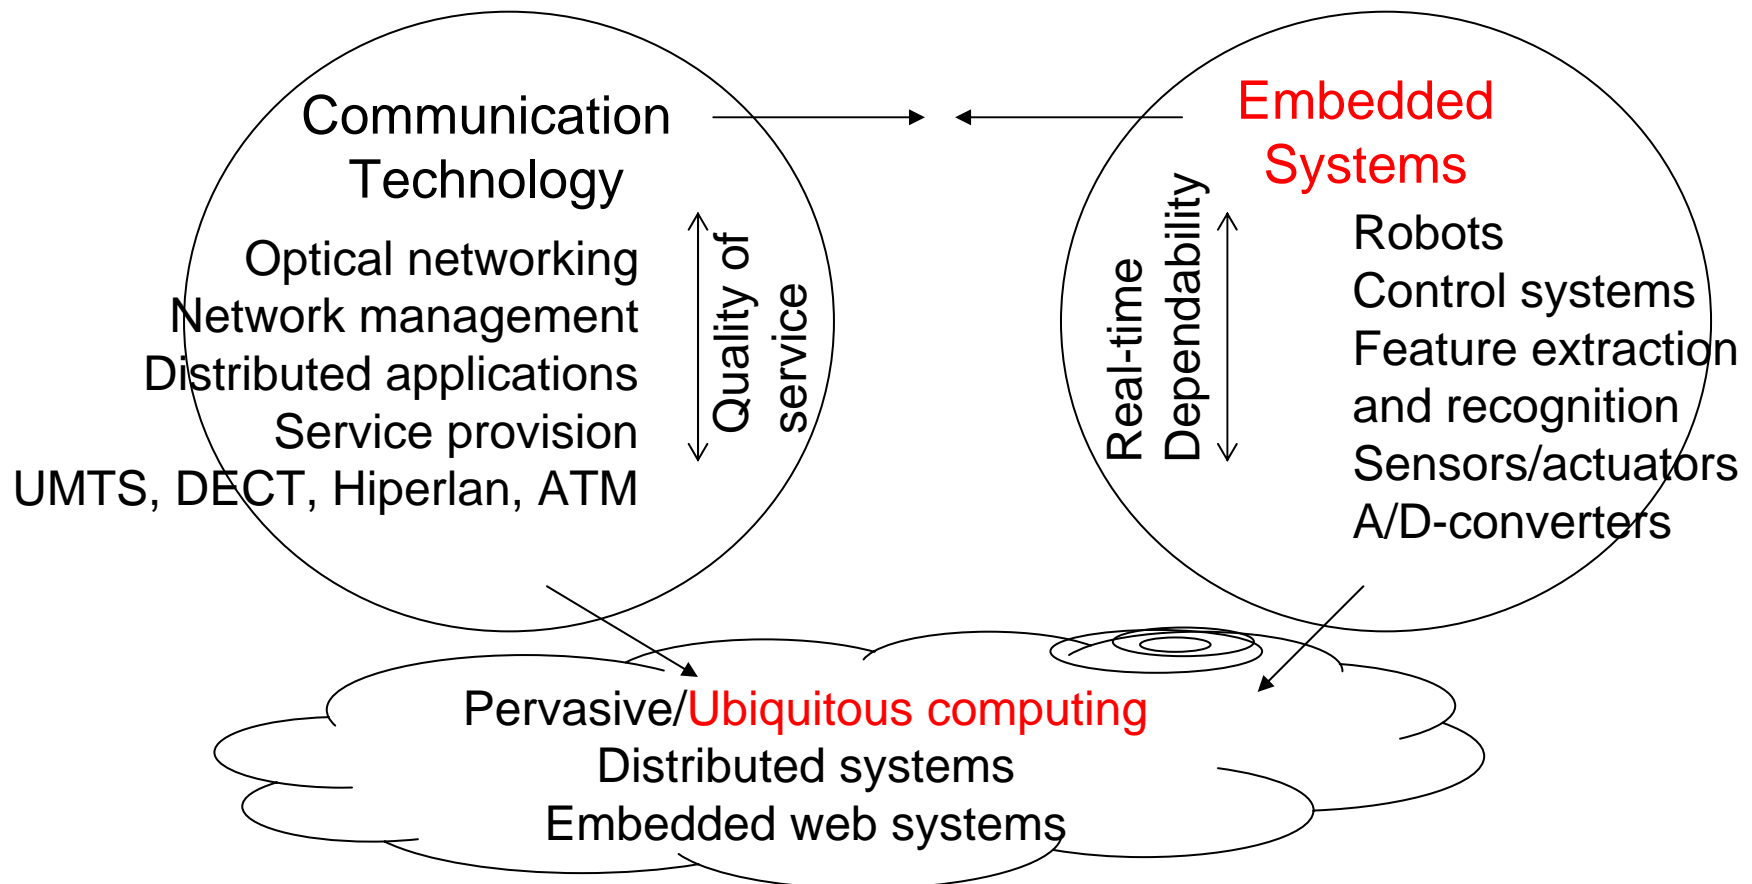 Communication
Technology
Optical networking
Network management
Distributed applications
Service provision
UMTS, DECT, Hiperlan, ATM
Quality of
service
Embedded
Systems
Real-time
Dependability
Robots
Control systems
Feature extraction
and recognition
Sensors/actuators
A/D-converters
Pervasive/Ubiquitous computing
Distributed systems
Embedded web systems